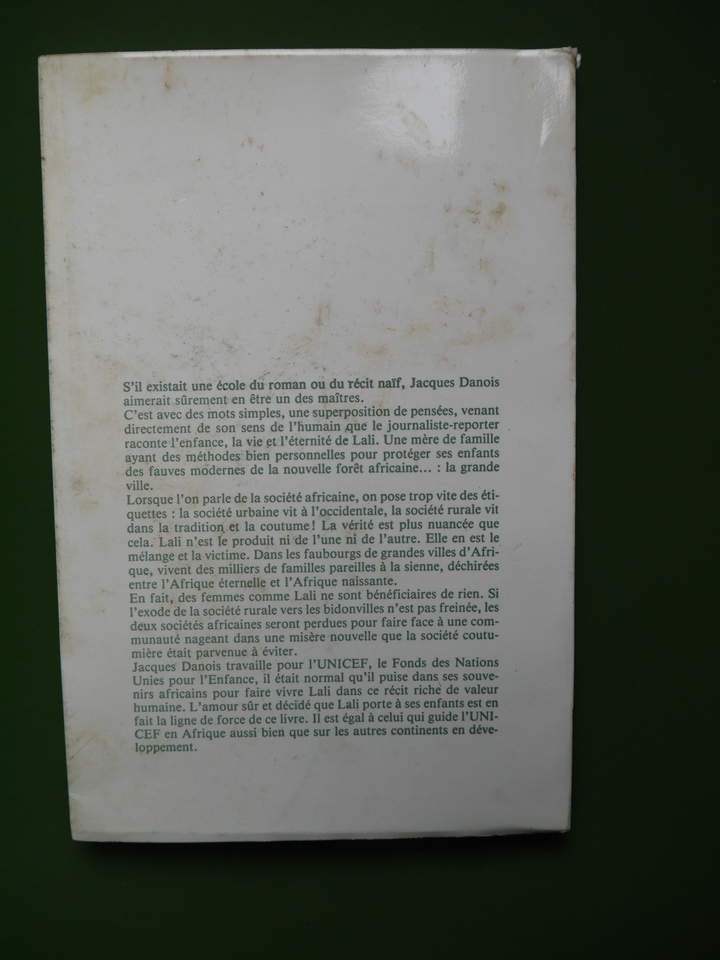 S'il existait une école du roman ou du récit naïf, Jacques Danois
aimerait sûrement en être un des maîtres.
C'est avec des mots simples, une superposition de pensées, venant
directement de son sens de l'humain que le journaliste-reporter
raconte l'enfance, la vie et l'éternité de Lali. Une mère de famille
ayant des méthodes bien personnelles pour protéger ses enfants
des fauves modernes de la nouvelle forêt africaine... : la grande
ville.
Lorsque l'on parle de la société africaine, on pose trop vite des éti-
quettes : la société urbaine vit à l'occidentale, la société rurale vit
dans la tradition et la coutume! La vérité est plus nuancée que
cela. Lali n'est le produit ni de l'une ni de l'autre. Elle en est le
mélange et la victime. Dans les faubourgs de grandes villes d'Afri-
que, vivent des milliers de familles pareilles à la sienne, déchirées
entre l'Afrique éternelle et l'Afrique naissante.
En fait, des femmes comme Lali ne sont bénéficiaires de rien. Si
l'exode de la société rurale vers les bidonvilles n'est pas freinée, les
deux sociétés africaines seront perdues pour faire face à une com-
munauté nageant dans une misère nouvelle que la société coutu-
mière était parvenue à éviter.
Jacques Danois travaille pour l'UNICEF, le Fonds des Nations
Unies pour l'Enfance, il était normal qu'il puise dans ses souve-
nirs africains pour faire vivre Lali dans ce récit riche de valeur
humaine. L'amour sûr et décidé que Lali porte à ses enfants est en
fait la ligne de force de ce livre. Il est égal à celui qui guide l'UNI-
CEF en Afrique aussi bien que sur les autres continents en déve-
loppement.